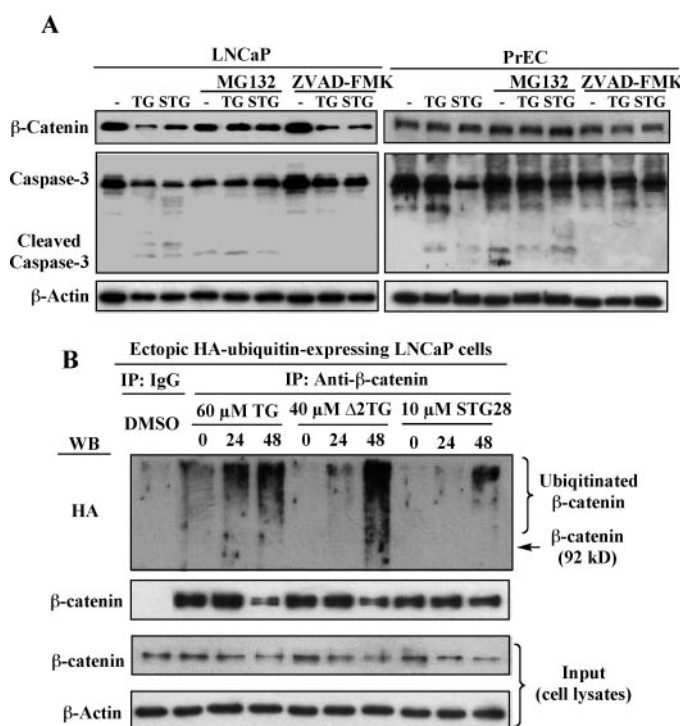 A
LNCaP PrEC
MG132 ZVAD-FMK MG132 ZVAD-FMK
- TG STG - TG STG - TG STG - TG STG - TG STG - TG STG
β-Catenin
Caspase-3
Cleaved
Caspase-3
β-Actin
B
Ectopic HA-ubiquitin-expressing LNCaP cells
IP: IgG IP: Anti-β-catenin
DMSO 60 µM TG 40 µM Δ2TG 10 µM STG28
WB 0 24 48 0 24 48 0 24 48
HA
Ubiqitinated
β-catenin
β-catenin
(92 kD)
β-catenin
β-catenin
Input
(cell lysates)
β-Actin